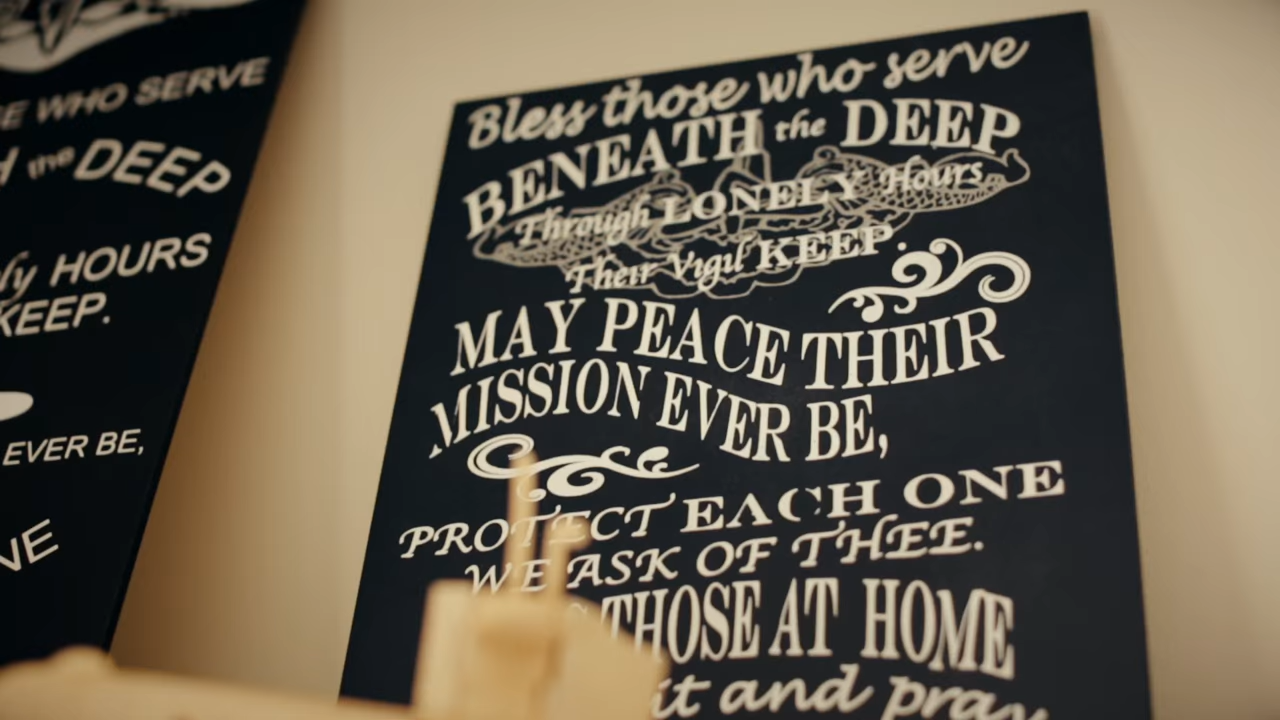 WHO SERVE
the DEEP
HOURS
KEEP.
EVER BE,
Bless those who serve
BENEATH the DEEP
Through LONELY Hours
Their Vigil KEEP.
MAY PEACE THEIR
MISSION EVER BE,
PROTECT EACH ONE
WE ASK OF THEE.
THOSE AT HOME
and pray